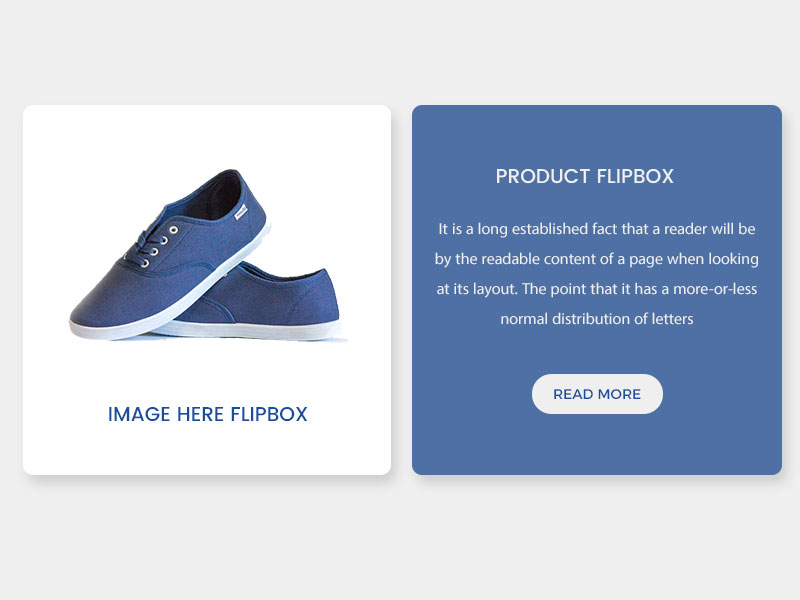 IMAGE HERE FLIPBOX
PRODUCT FLIPBOX
It is a long established fact that a reader will be
by the readable content of a page when looking
at its layout. The point that it has a more-or-less
normal distribution of letters
READ MORE